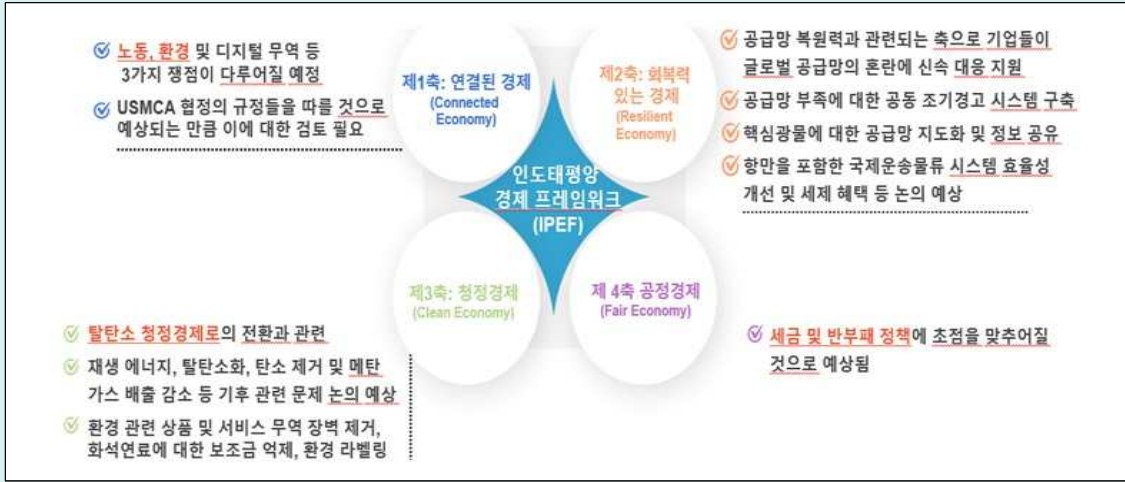 노동, 환경 및 디지털 무역 등
3가지 쟁점이 다루어질 예정
USMCA 협정의 규정들을 따를 것으로
예상되는 만큼 이에 대한 검토 필요
제1축: 연결된 경제
(Connected
Economy)
제2축: 회복력
있는 경제
(Resilient
Economy)
공급망 복원력과 관련되는 축으로 기업들이
글로벌 공급망의 혼란에 신속 대응 지원
공급망 부족에 대한 공동 조기경고 시스템 구축
핵심광물에 대한 공급망 지도화 및 정보 공유
항만을 포함한 국제운송물류 시스템 효율성
개선 및 세제 혜택 등 논의 예상
인도태평양
경제 프레임워크
(IPEF)
제3축: 청정경제
(Clean Economy)
제 4축 공정경제
(Fair Economy)
탈탄소 청정경제로의 전환과 관련
재생 에너지, 탈탄소화, 탄소 제거 및 메탄
가스 배출 감소 등 기후 관련 문제 논의 예상
환경 관련 상품 및 서비스 무역 장벽 제거,
화석연료에 대한 보조금 억제, 환경 라벨링
세금 및 반부패 정책에 초점을 맞추어질
것으로 예상됨